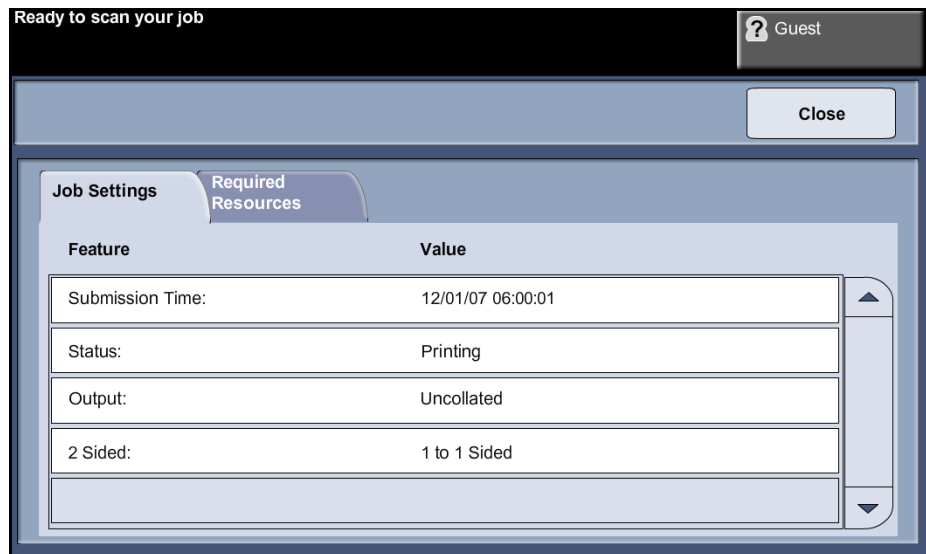 Ready to scan your job
Guest
Close
Job Settings
Required
Resources
Feature Value
Submission Time: 12/01/07 06:00:01
Status: Printing
Output: Uncollated
2 Sided: 1 to 1 Sided